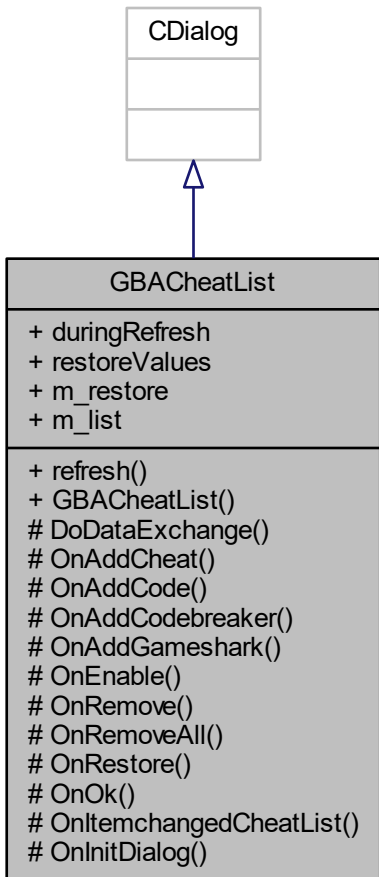 CDialog
GBACheatList
+ duringRefresh
+ restoreValues
+ m_restore
+ m_list
+ refresh()
+ GBACheatList()
# DoDataExchange()
# OnAddCheat()
# OnAddCode()
# OnAddCodebreaker()
# OnAddGameshark()
# OnEnable()
# OnRemove()
# OnRemoveAll()
# OnRestore()
# OnOk()
# OnItemchangedCheatList()
# OnInitDialog()